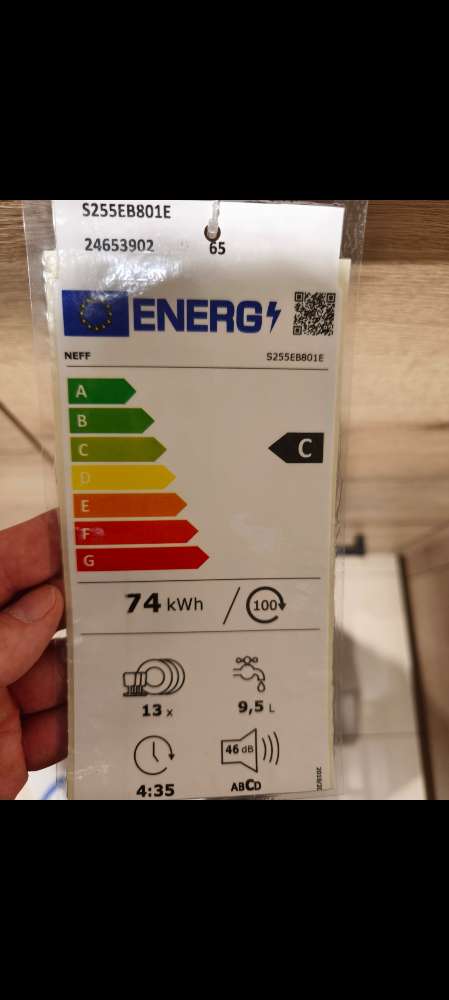 S255EB801E
24653902 65
ENERG
NEFF S255EB801E
A
B
C C
D
E
F
G
74 kWh / 100
13 x 9,5 L
46 dB
4:35 ABCD